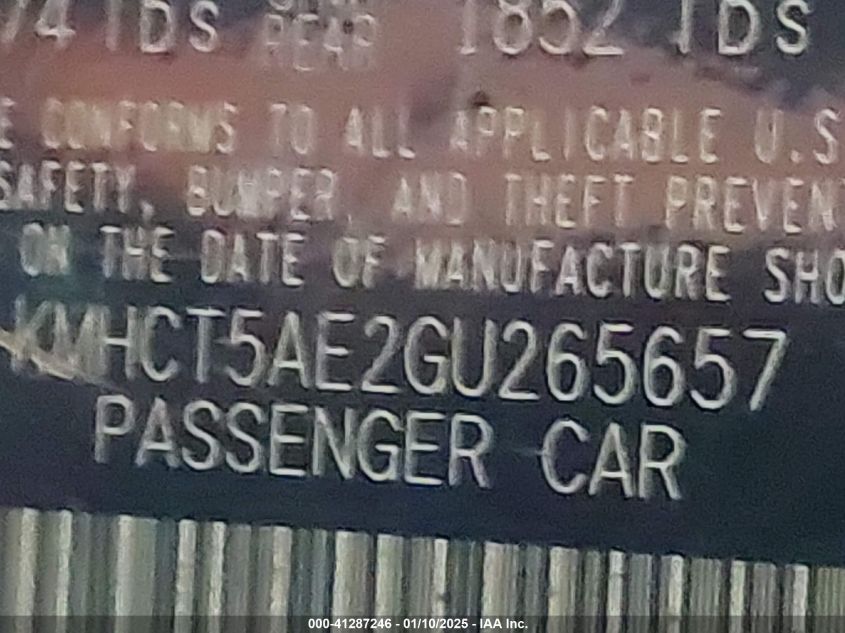 74 lbs REAR 1852 lbs
E CONFORMS TO ALL APPLICABLE U.S
SAFETY, BUMPER, AND THEFT PREVENT
ON THE DATE OF MANUFACTURE SHO
KMHCT5AE2GU265657
PASSENGER CAR
000-41287246 - 01/10/2025 - IAA Inc.